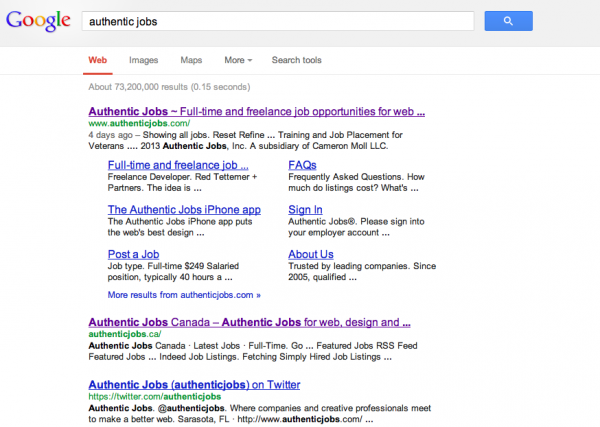 Google
authentic jobs
Web Images Maps More Search tools
About 73,200,000 results (0.15 seconds)
Authentic Jobs ~ Full-time and freelance job opportunities for web ...
www.authenticjobs.com/
4 days ago – Showing all jobs. Reset Refine ... Training and Job Placement for
Veterans .... 2013 Authentic Jobs, Inc. A subsidiary of Cameron Moll LLC.
Full-time and freelance job ...
Freelance Developer. Red Tettemer +
Partners. The idea is ...
FAQs
Frequently Asked Questions. How
much do listings cost? What's ...
The Authentic Jobs iPhone app
The Authentic Jobs iPhone app puts
the web's best design ...
Sign In
Authentic Jobs®. Please sign into
your employer account ...
Post a Job
Job type. Full-time $249 Salaried
position, typically 40 hours a ...
About Us
Trusted by leading companies. Since
2005, qualified ...
More results from authenticjobs.com »
Authentic Jobs Canada – Authentic Jobs for web, design and ...
authenticjobs.ca/
Authentic Jobs Canada · Latest Jobs · Full-Time. Go ... Featured Jobs RSS Feed
Featured Jobs ... Indeed Job Listings. Fetching Simply Hired Job Listings ...
Authentic Jobs (authenticjobs) on Twitter
https://twitter.com/authenticjobs
Authentic Jobs. @authenticjobs. Where companies and creative professionals meet
to make a better web. Sarasota, FL · http://www.authenticjobs.com/ ...